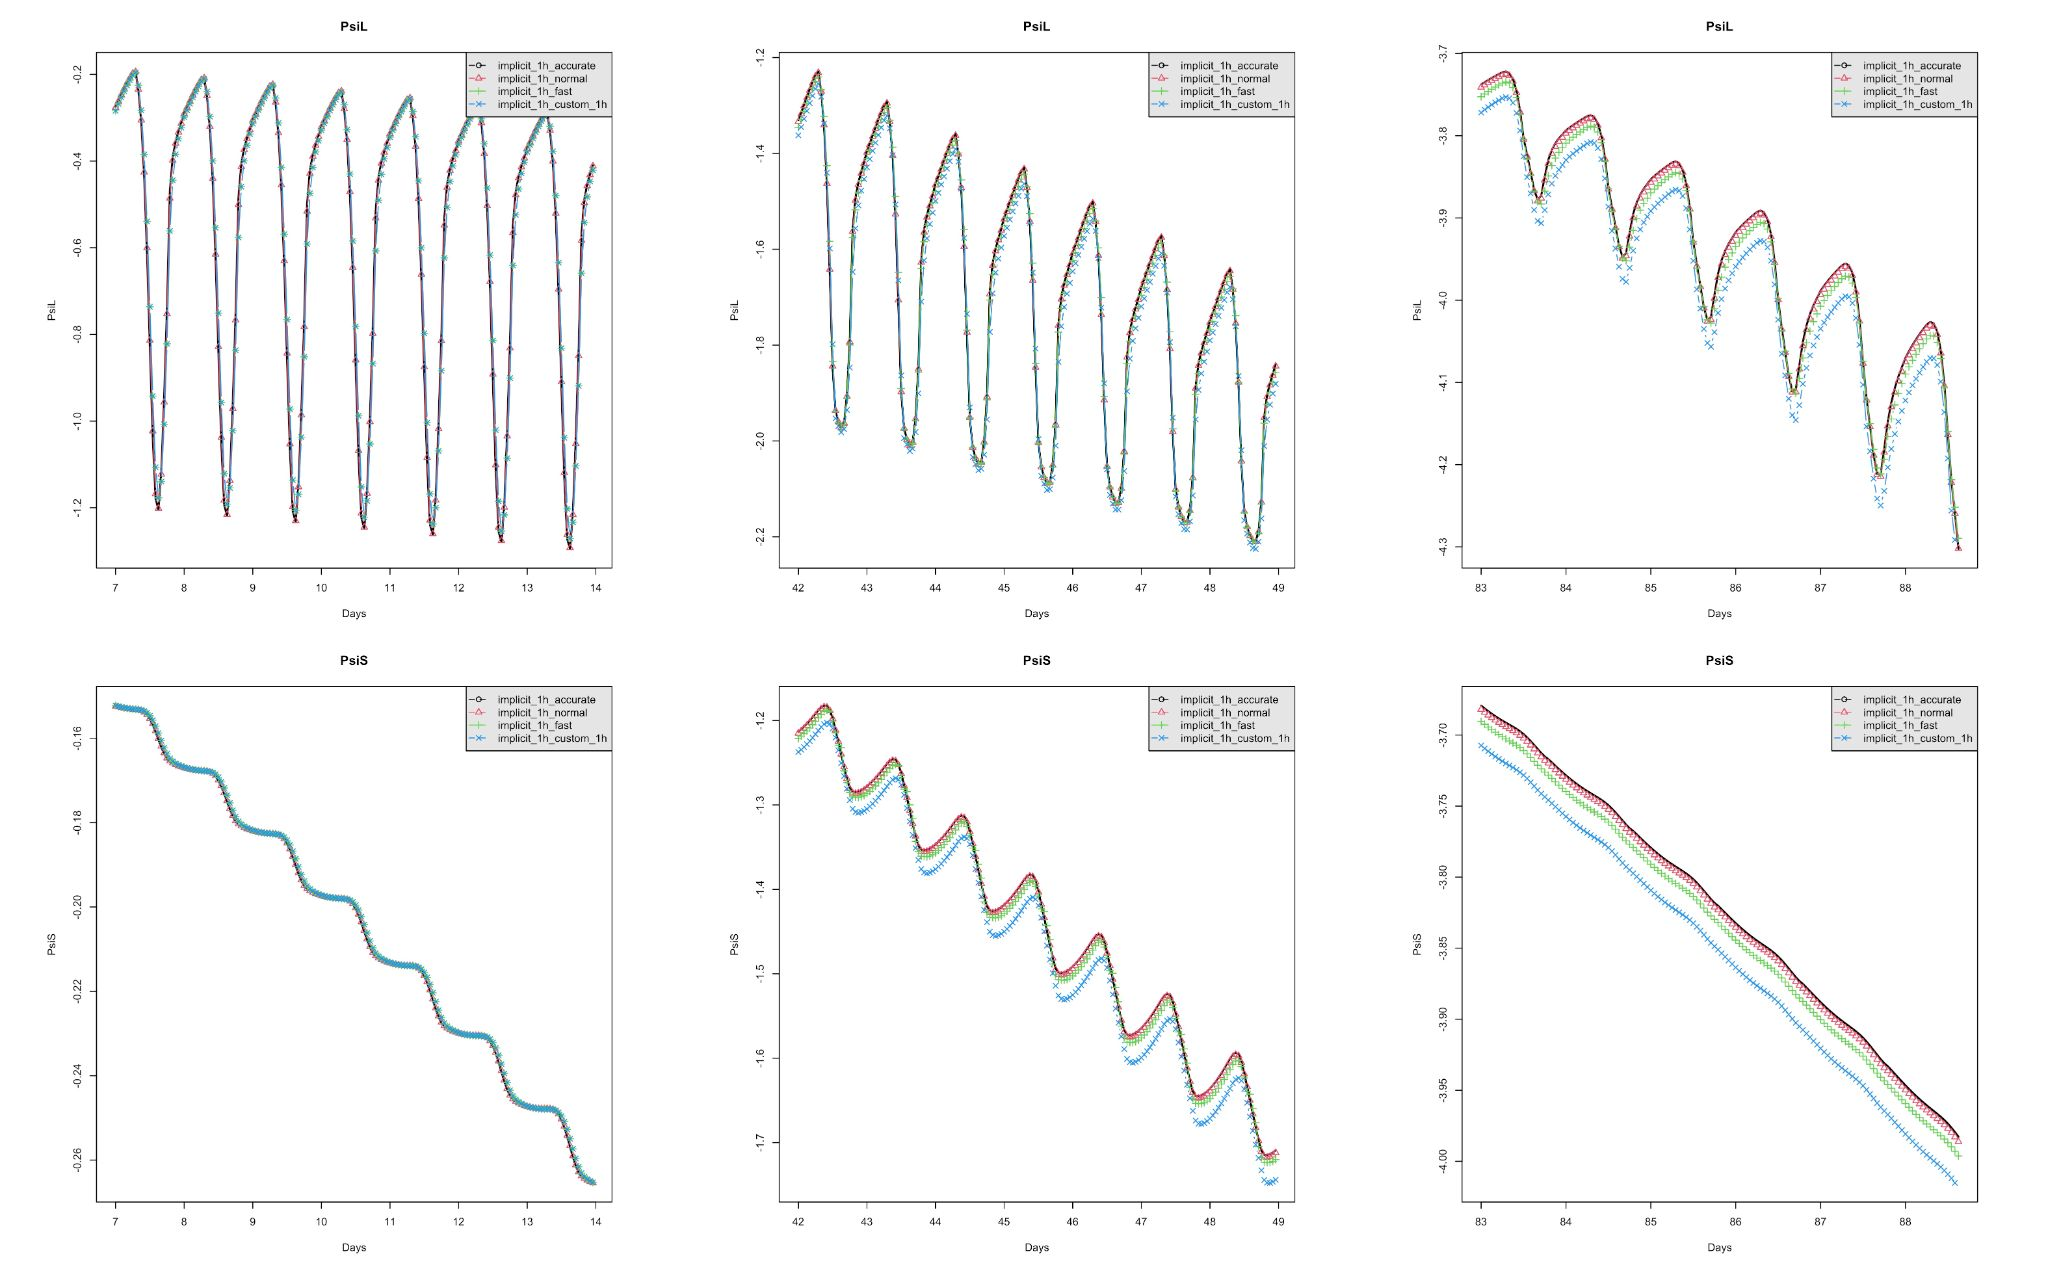 PsiL
implicit_1h_accurate
implicit_1h_normal
implicit_1h_fast
implicit_1h_custom_1h
-0.2
-0.4
-0.6
-0.8
-1.0
-1.2
PsiL
7 8 9 10 11 12 13 14
Days
PsiL
implicit_1h_accurate
implicit_1h_normal
implicit_1h_fast
implicit_1h_custom_1h
-1.2
-1.4
-1.6
-1.8
-2.0
-2.2
PsiL
42 43 44 45 46 47 48 49
Days
PsiL
implicit_1h_accurate
implicit_1h_normal
implicit_1h_fast
implicit_1h_custom_1h
-3.7
-3.8
-3.9
-4.0
-4.1
-4.2
-4.3
PsiL
83 84 85 86 87 88
Days
PsiS
implicit_1h_accurate
implicit_1h_normal
implicit_1h_fast
implicit_1h_custom_1h
-0.16
-0.18
-0.20
-0.22
-0.24
-0.26
PsiS
7 8 9 10 11 12 13 14
Days
PsiS
implicit_1h_accurate
implicit_1h_normal
implicit_1h_fast
implicit_1h_custom_1h
-1.2
-1.3
-1.4
-1.5
-1.6
-1.7
PsiS
42 43 44 45 46 47 48 49
Days
PsiS
implicit_1h_accurate
implicit_1h_normal
implicit_1h_fast
implicit_1h_custom_1h
-3.70
-3.75
-3.80
-3.85
-3.90
-3.95
-4.00
PsiS
83 84 85 86 87 88
Days